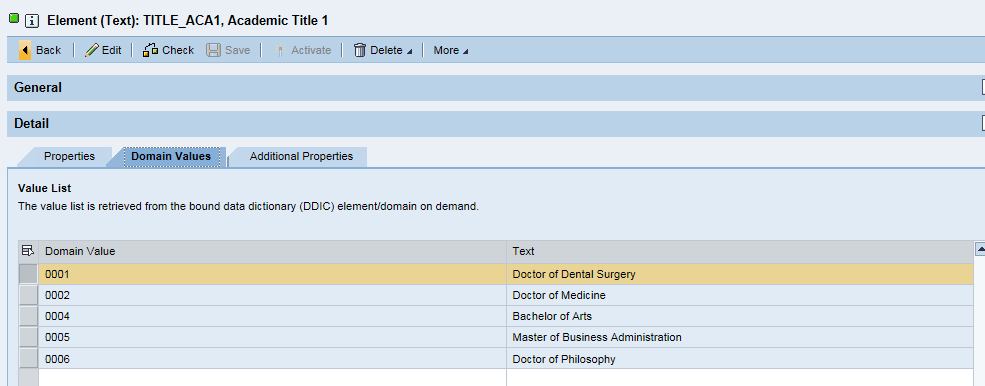 Element (Text): TITLE_ACA1, Academic Title 1
Back Edit Check Save Activate Delete More
General
Detail
Properties Domain Values Additional Properties
Value List
The value list is retrieved from the bound data dictionary (DDIC) element/domain on demand.
Domain Value Text
0001 Doctor of Dental Surgery
0002 Doctor of Medicine
0004 Bachelor of Arts
0005 Master of Business Administration
0006 Doctor of Philosophy